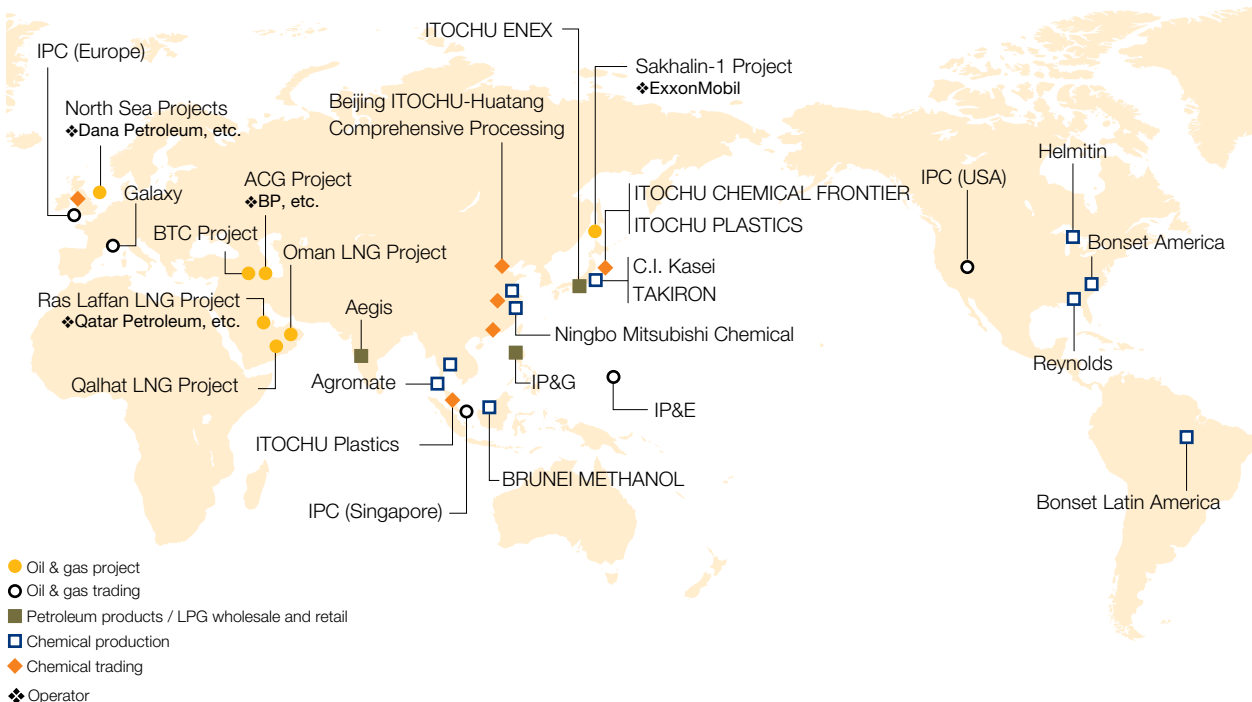 ITOCHU ENEX
IPC (Europe)
Sakhalin-1 Project
❖ExxonMobil
North Sea Projects
❖Dana Petroleum, etc.
Beijing ITOCHU-Huatang
Comprehensive Processing
Helmitin
Galaxy
ACG Project
❖BP, etc.
IPC (USA)
ITOCHU CHEMICAL FRONTIER
ITOCHU PLASTICS
BTC Project
Bonset America
Oman LNG Project
C.I. Kasei
TAKIRON
Ras Laffan LNG Project
❖Qatar Petroleum, etc.
Aegis
Ningbo Mitsubishi Chemical
Reynolds
Qalhat LNG Project
Agromate
IP&G
IP&E
ITOCHU Plastics
BRUNEI METHANOL
Bonset Latin America
IPC (Singapore)
Oil & gas project
Oil & gas trading
Petroleum products / LPG wholesale and retail
Chemical production
Chemical trading
❖ Operator